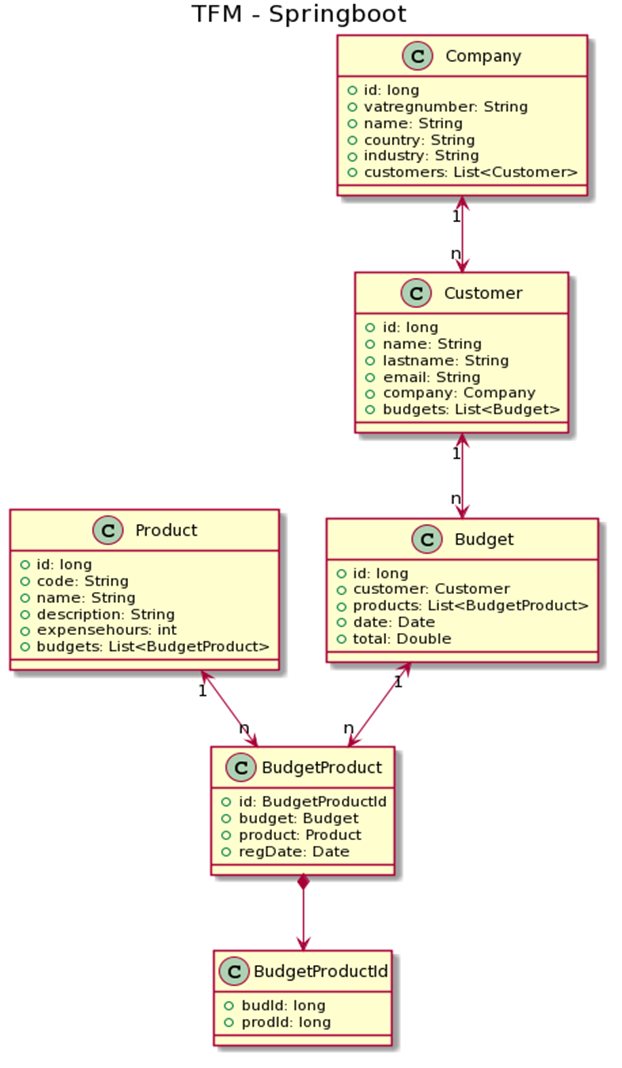 TFM - Springboot
C Company
id: long
vatregnumber: String
name: String
country: String
industry: String
customers: List<Customer>
1
n
C Customer
id: long
name: String
lastname: String
email: String
company: Company
budgets: List<Budget>
1
n
C Product
id: long
code: String
name: String
description: String
expensehours: int
budgets: List<BudgetProduct>
C Budget
id: long
customer: Customer
products: List<BudgetProduct>
date: Date
total: Double
1
1
n
n
C BudgetProduct
id: BudgetProductId
budget: Budget
product: Product
regDate: Date
C BudgetProductId
budId: long
prodId: long